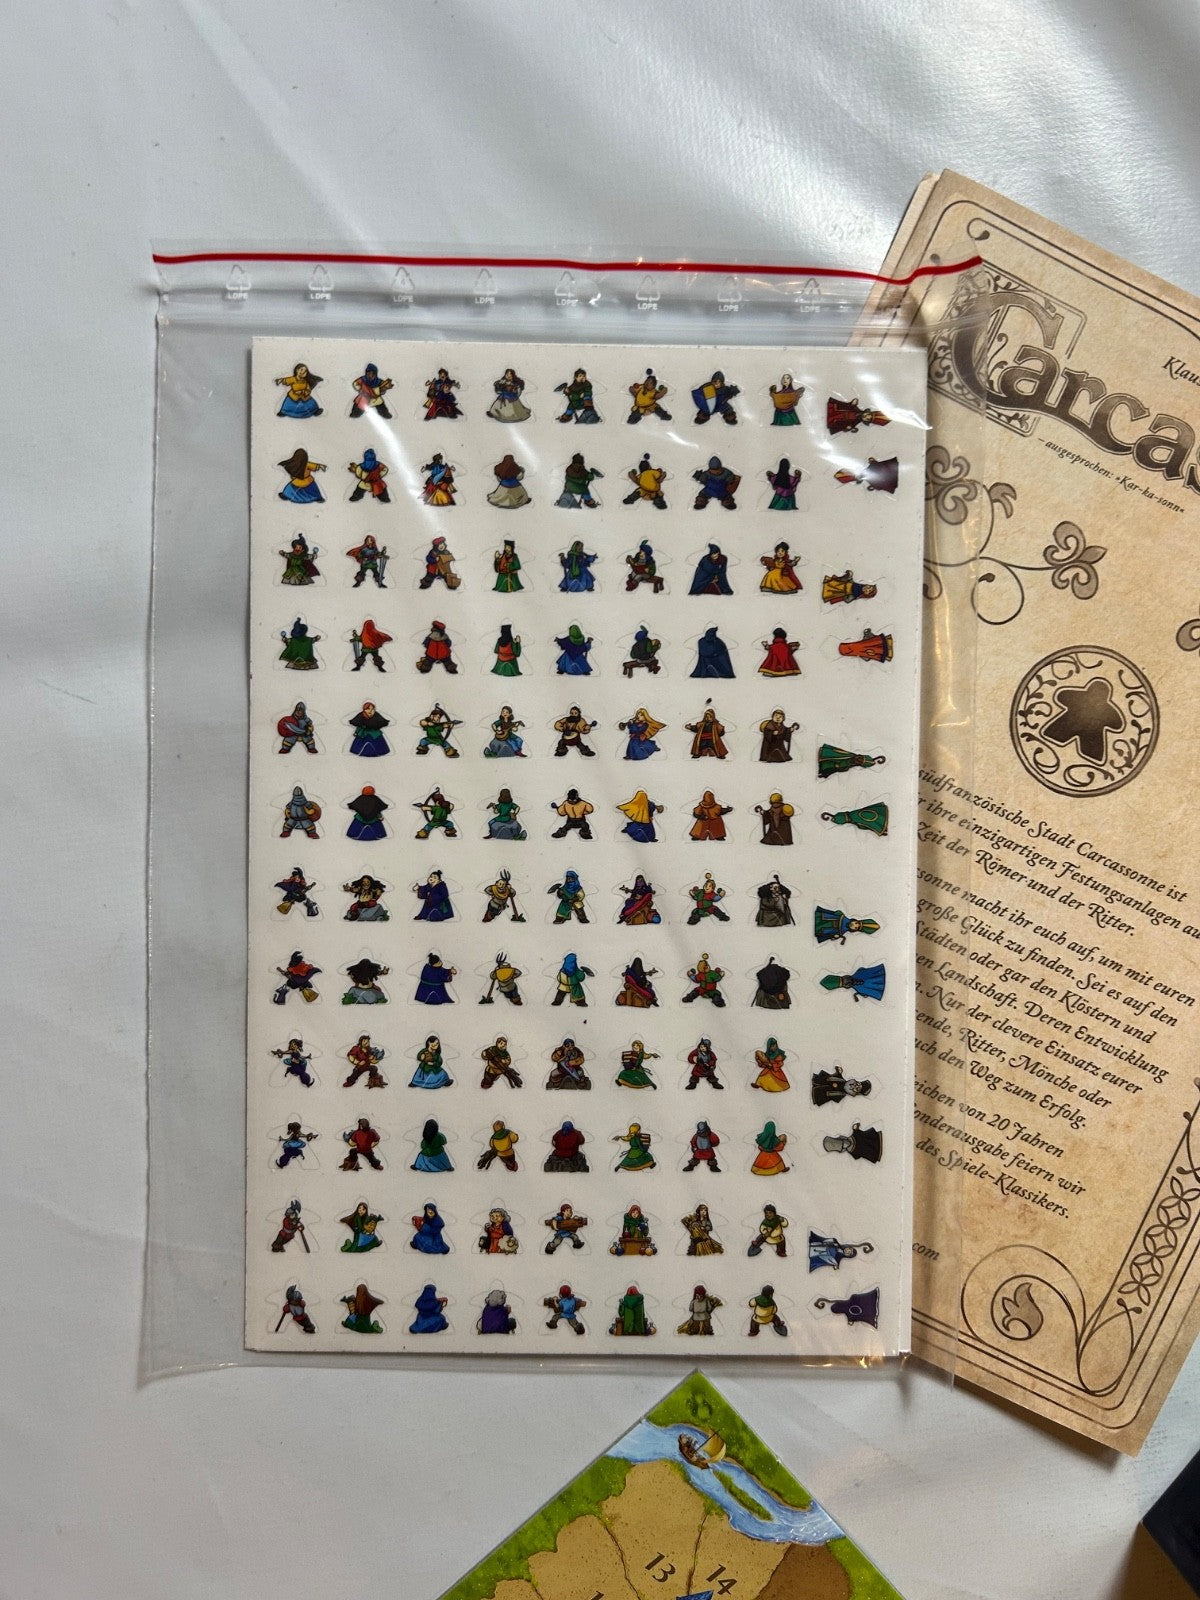 LDPE LDPE LDPE LDPE LDPE LDPE LDPE LDPE
Klaus
Carcas
– ausgesprochen: »Kar-ka-sonn«
südfranzösische Stadt Carcassonne ist
r ihre einzigartigen Festungsanlagen au
Zeit der Römer und der Ritter.
ssonne macht ihr euch auf, um mit euren
große Glück zu finden. Sei es auf den
Städten oder gar den Klöstern und
en Landschaft. Deren Entwicklung
n. Nur der clevere Einsatz eurer
ende, Ritter, Mönche oder
uch den Weg zum Erfolg.
eichen von 20 Jahren
onderausgabe feiern wir
des Spiele-Klassikers.
.com
13 14